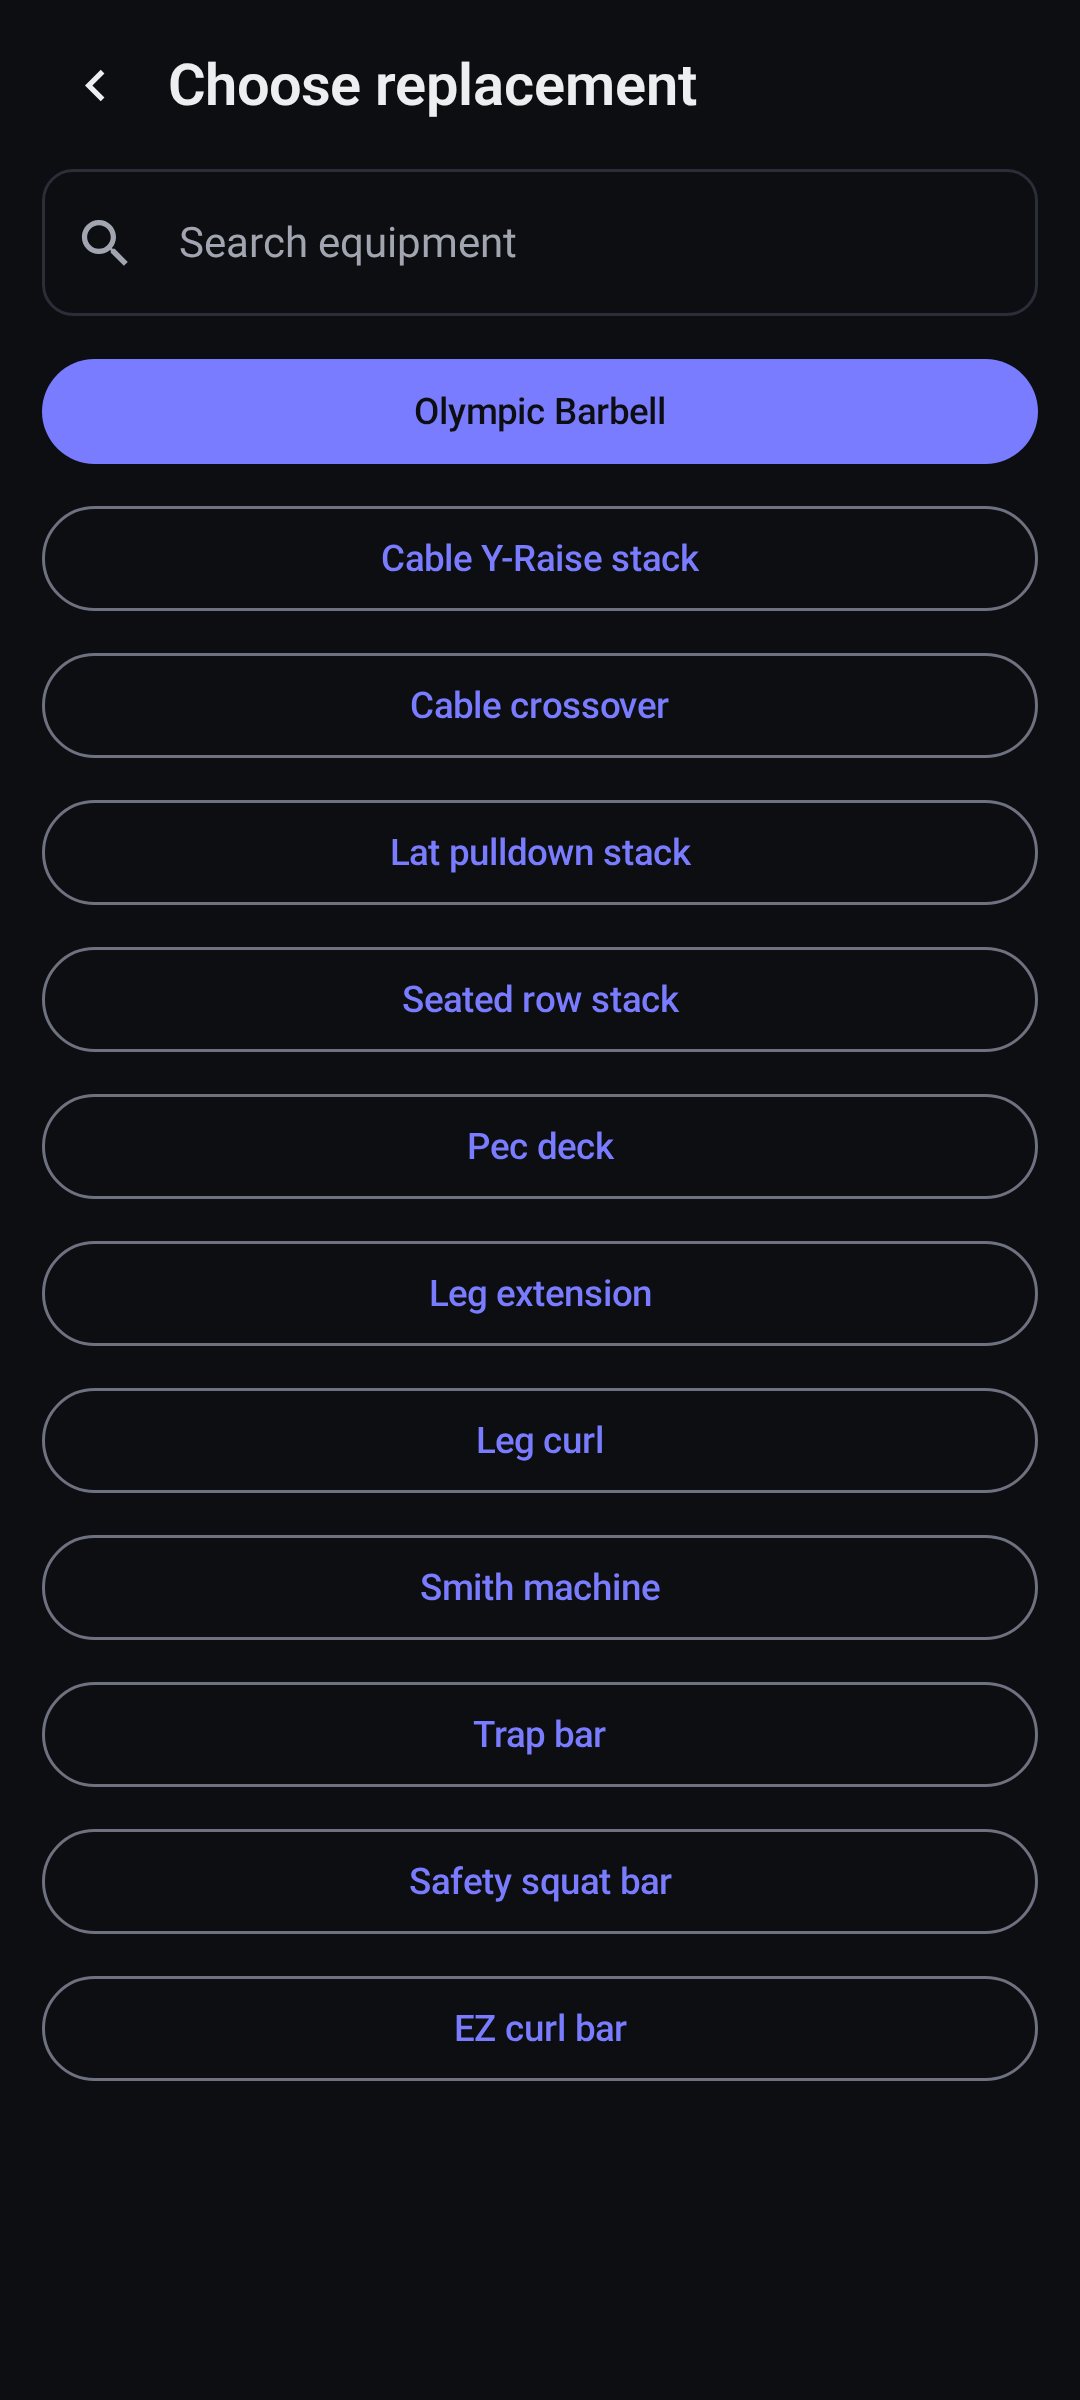 Choose replacement
Search equipment
Olympic Barbell
Cable Y-Raise stack
Cable crossover
Lat pulldown stack
Seated row stack
Pec deck
Leg extension
Leg curl
Smith machine
Trap bar
Safety squat bar
EZ curl bar